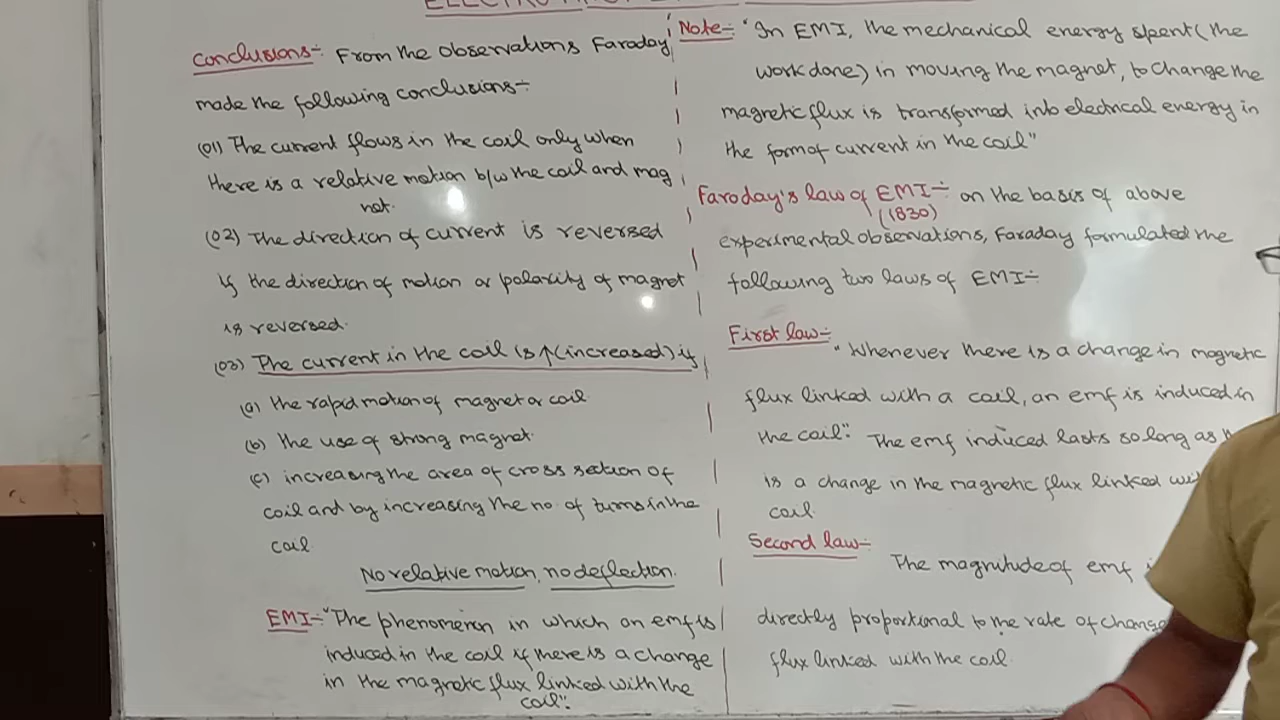 Conclusions:- From the observations Faraday
made the following conclusions:-
(01) The current flows in the coil only when
there is a relative motion b/w the coil and mag
net.
(02) The direction of current is reversed
if the direction of motion or polarity of magnet
is reversed.
(03) The current in the coil is ↑(increased) if
(a) the rapid motion of magnet or coil
(b) the use of strong magnet.
(c) increasing the area of cross section of
coil and by increasing the no. of turns in the
coil
No relative motion, no deflection.
EMI:- "The phenomenon in which an emf is
induced in the coil if there is a change
in the magnetic flux linked with the
coil".
Note:- "In EMI, the mechanical energy spent (the
work done) in moving the magnet, to change the
magnetic flux is transformed into electrical energy in
the form of current in the coil"
Faraday's law of EMI:- on the basis of above
(1830)
experimental observations, Faraday formulated the
following two laws of EMI:-
First law:-
"Whenever there is a change in magnetic
flux linked with a coil, an emf is induced in
the coil". The emf induced lasts so long as
is a change in the magnetic flux linked
coil.
Second law:-
The magnitude of emf
directly proportional to the rate of change
flux linked with the coil.